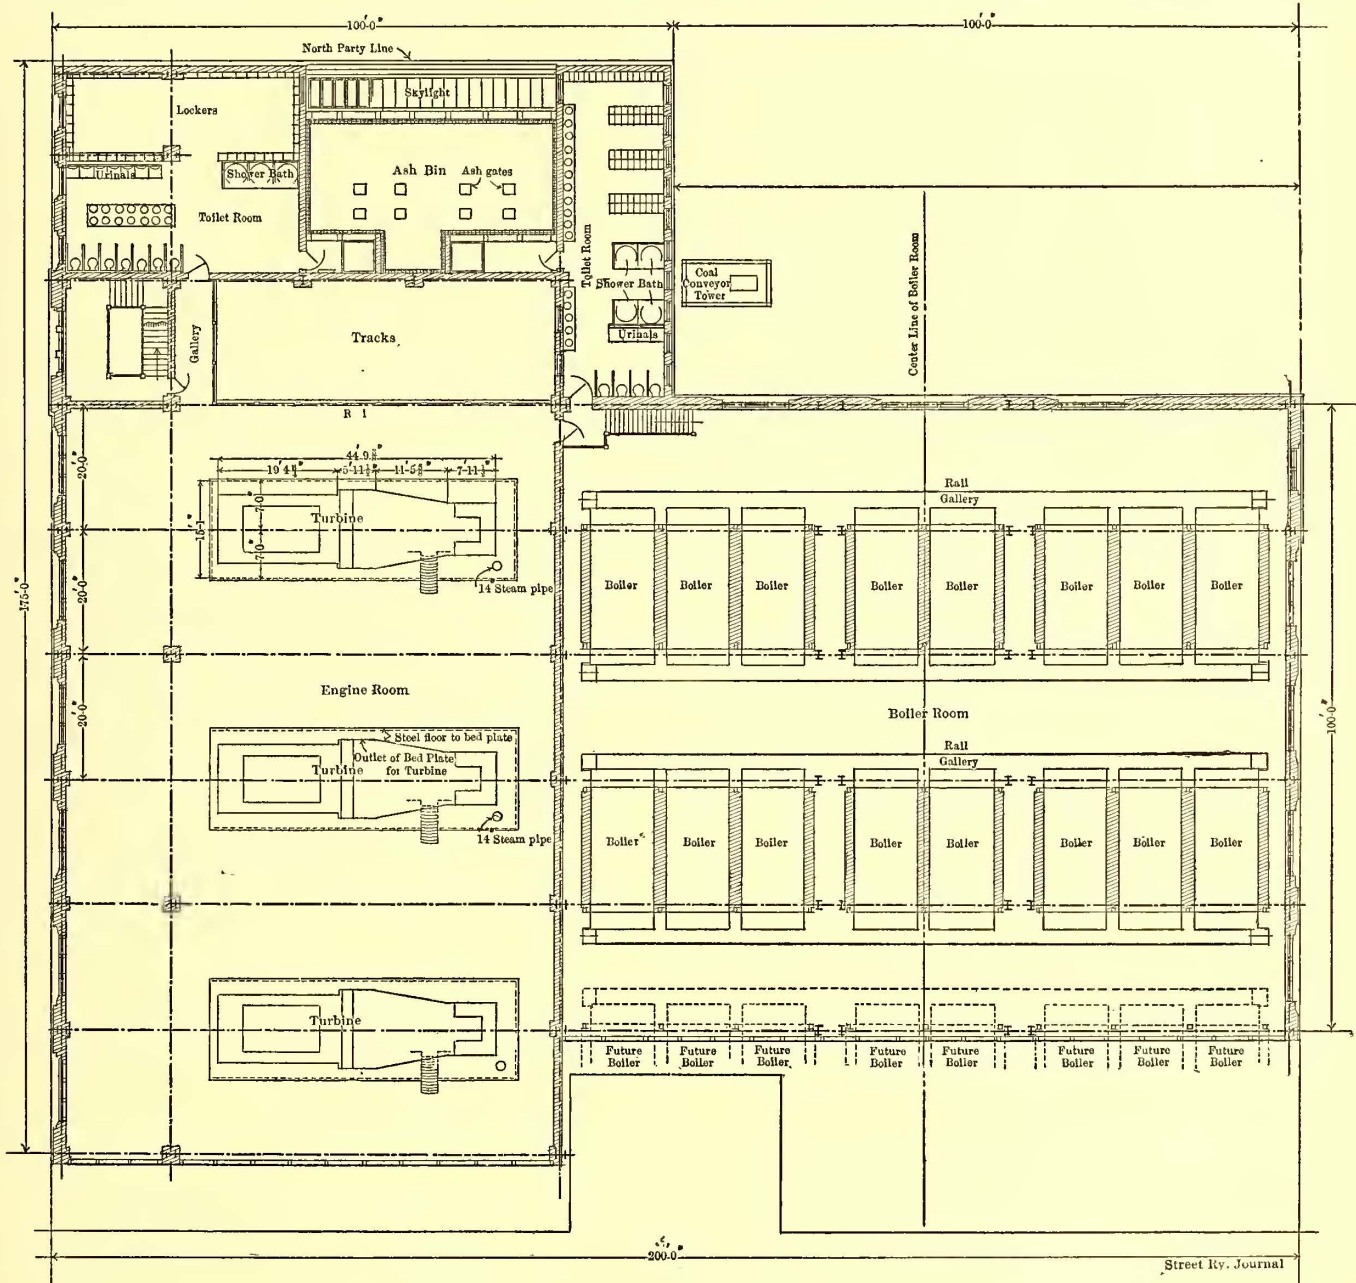 100'-0"
100'-0"
North Party Line
Skylight
Lockers
Ash Bin
Ash gates
Urinals
Shower Bath
Toilet Room
Toilet Room
Shower Bath
Urinals
Coal
Conveyor
Tower
Center Line of Boiler Room
Gallery
Tracks
20'-0"
20'-0"
20'-0"
175'-0"
19'4
11'-5
15'-1"
7'-0"
7'-0"
Turbine
14" Steam pipe
Rail
Gallery
Boiler
Boiler
Boiler
Boiler
Boiler
Boiler
Boiler
Boiler
Engine Room
Boiler Room
100'-0"
Steel floor to bed plate
Outlet of Bed Plate
for Turbine
Turbine
14" Steam pipe
Rail
Gallery
Boiler
Boiler
Boiler
Boiler
Boiler
Boiler
Boiler
Boiler
Turbine
Future
Boiler
Future
Boiler
Future
Boiler
Future
Boiler
Future
Boiler
Future
Boiler
Future
Boiler
Future
Boiler
200'-0"
Street Ry. Journal